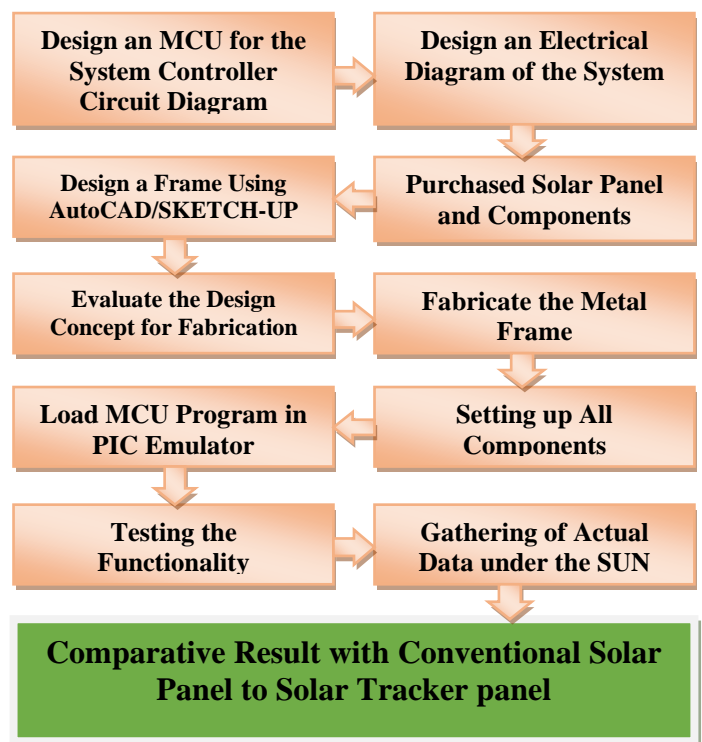 Design an MCU for the
System Controller
Circuit Diagram
Design an Electrical
Diagram of the System
Purchased Solar Panel
and Components
Design a Frame Using
AutoCAD/SKETCH-UP
Evaluate the Design
Concept for Fabrication
Fabricate the Metal
Frame
Setting up All
Components
Load MCU Program in
PIC Emulator
Testing the
Functionality
Gathering of Actual
Data under the SUN
Comparative Result with Conventional Solar
Panel to Solar Tracker panel